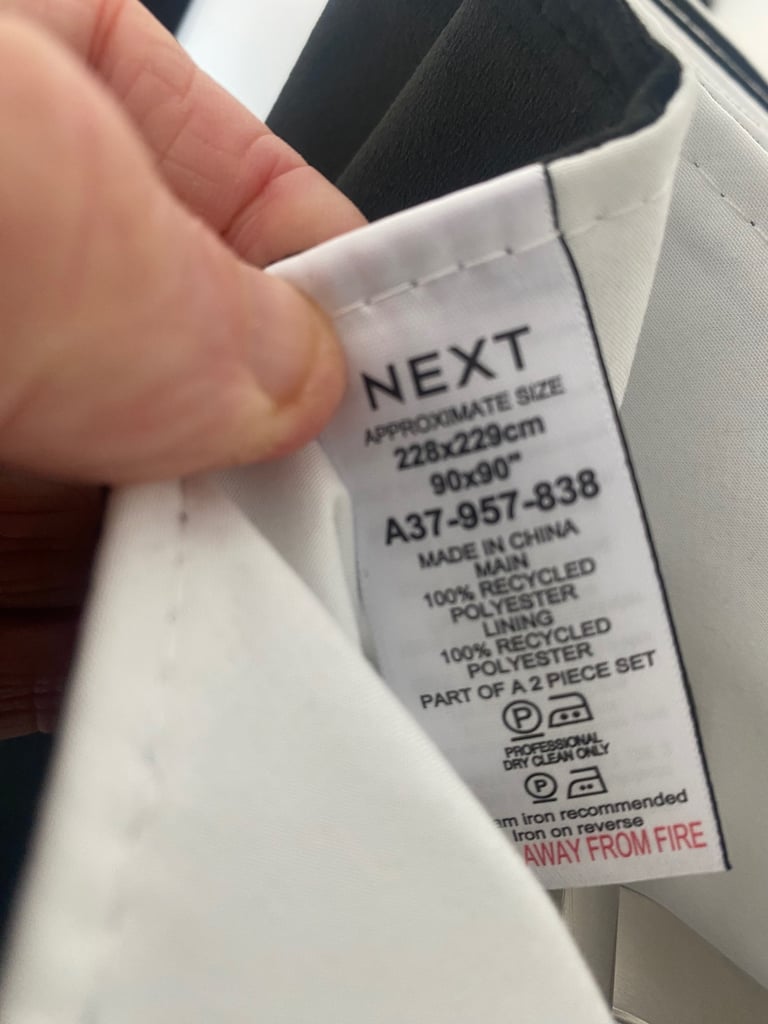 NEXT
APPROXIMATE SIZE
228x229cm
90x90"
A37-957-838
MADE IN CHINA
MAIN
100% RECYCLED
POLYESTER
LINING
100% RECYCLED
POLYESTER
PART OF A 2 PIECE SET
P
PROFESSIONAL
DRY CLEAN ONLY
P
am iron recommended
Iron on reverse
AWAY FROM FIRE